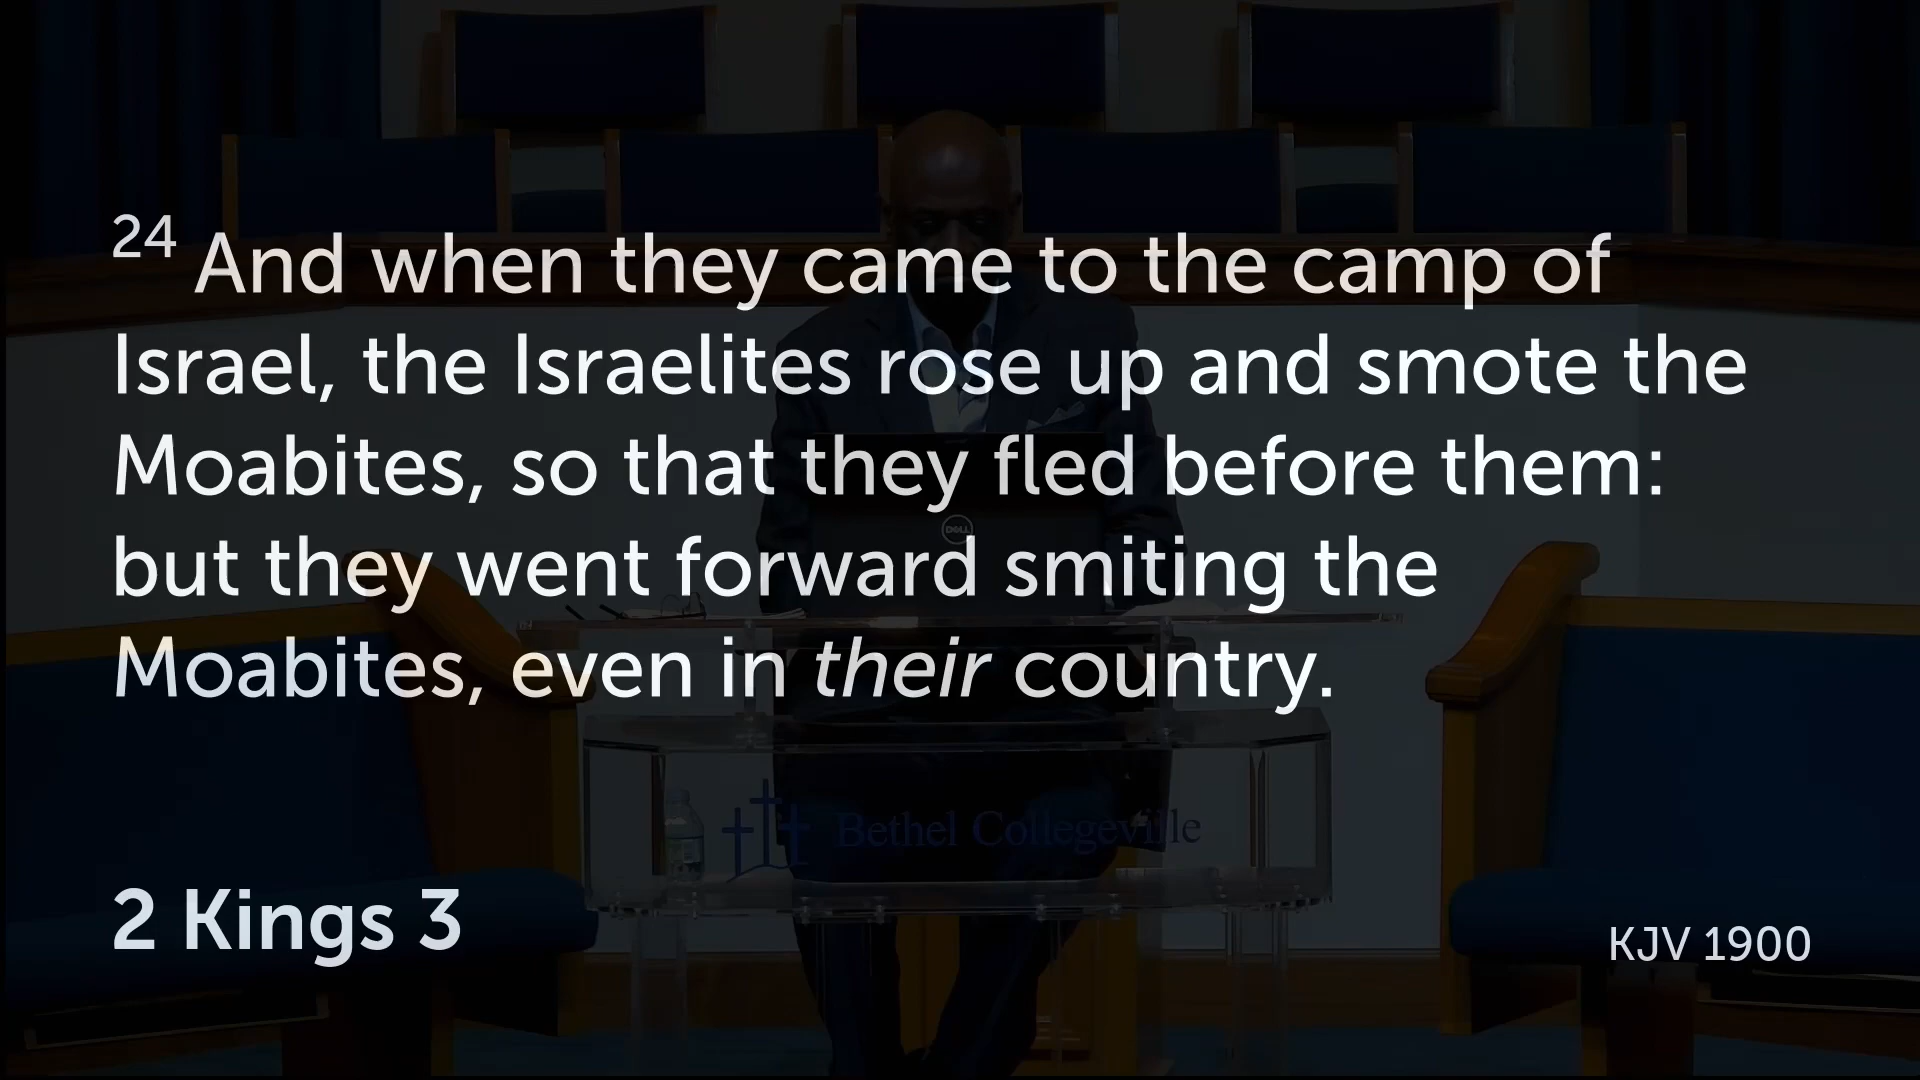 24 And when they came to the camp of
Israel, the Israelites rose up and smote the
Moabites, so that they fled before them:
but they went forward smiting the
Moabites, even in their country.
DELL
Bethel Collegeville
2 Kings 3
KJV 1900